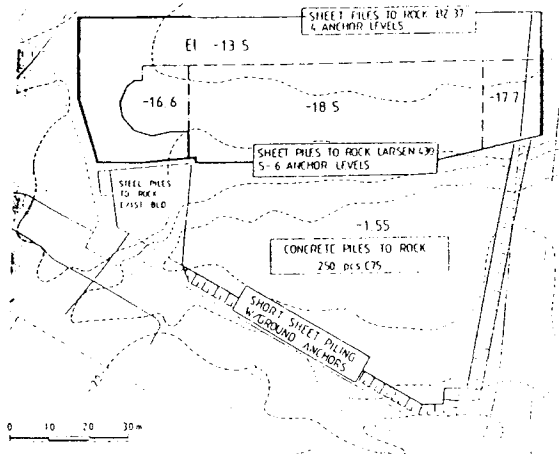 SHEET PILES TO ROCK BZ 37
4 ANCHOR LEVELS
El -13 5
-16.6
-18 5
-17.7
SHEET PILES TO ROCK LARSEN 430
5-6 ANCHOR LEVELS
STEEL PILES
TO ROCK
EXIST BLD
-1.55
CONCRETE PILES TO ROCK
250 pcs C75
SHORT SHEET PILING
W/GROUND ANCHORS
0 10 20 30m